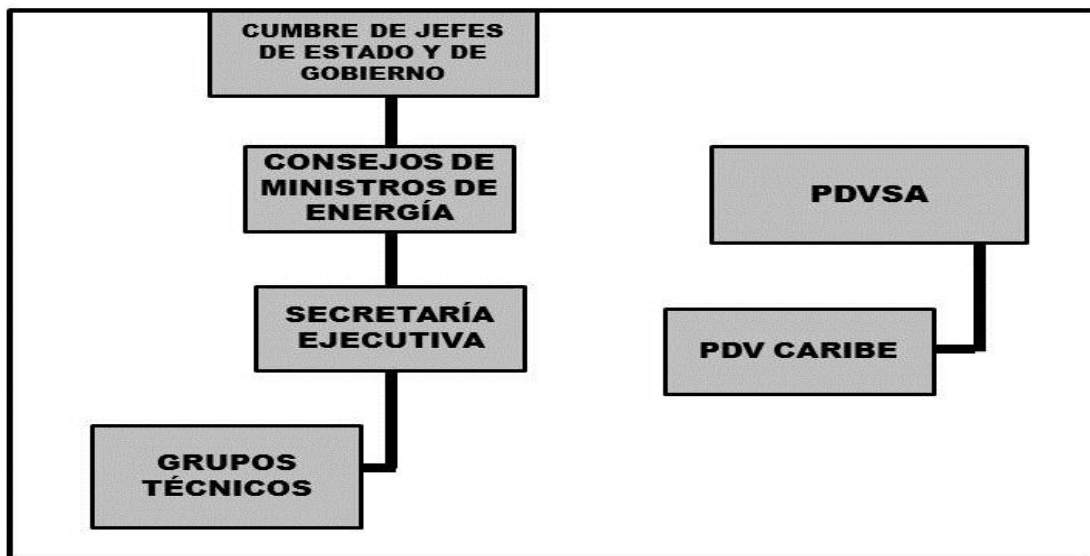 CUMBRE DE JEFES
DE ESTADO Y DE
GOBIERNO
CONSEJOS DE
MINISTROS DE
ENERGÍA
PDVSA
SECRETARÍA
EJECUTIVA
PDV CARIBE
GRUPOS
TÉCNICOS